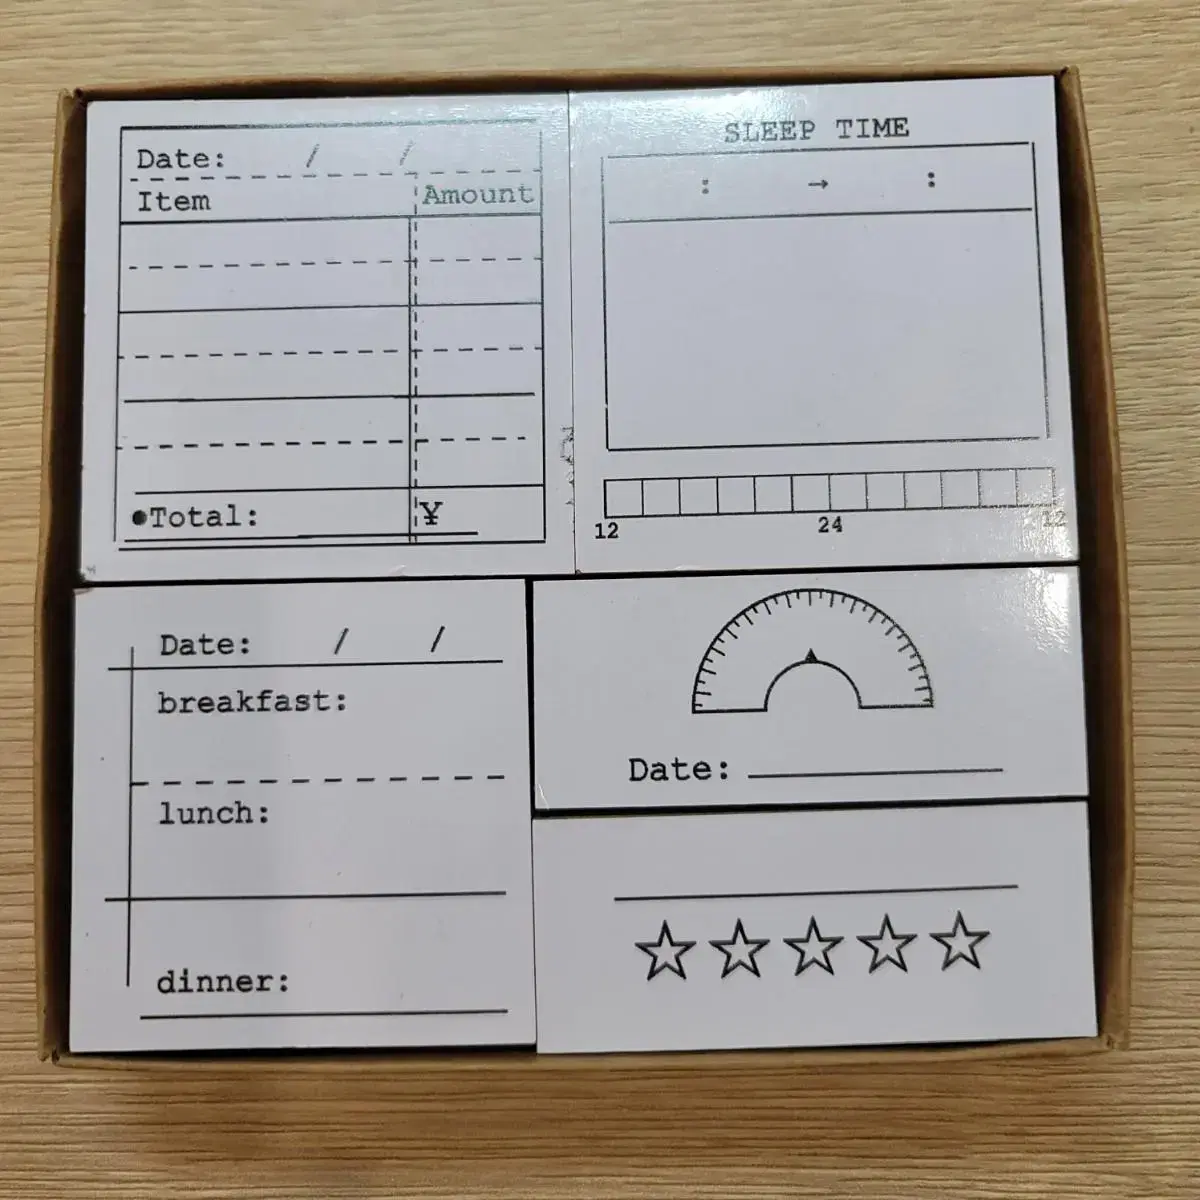 Date: / /
Item Amount
Total: ¥
SLEEP TIME
: → :
12 24 12
Date: / /
breakfast:
lunch:
dinner:
Date: